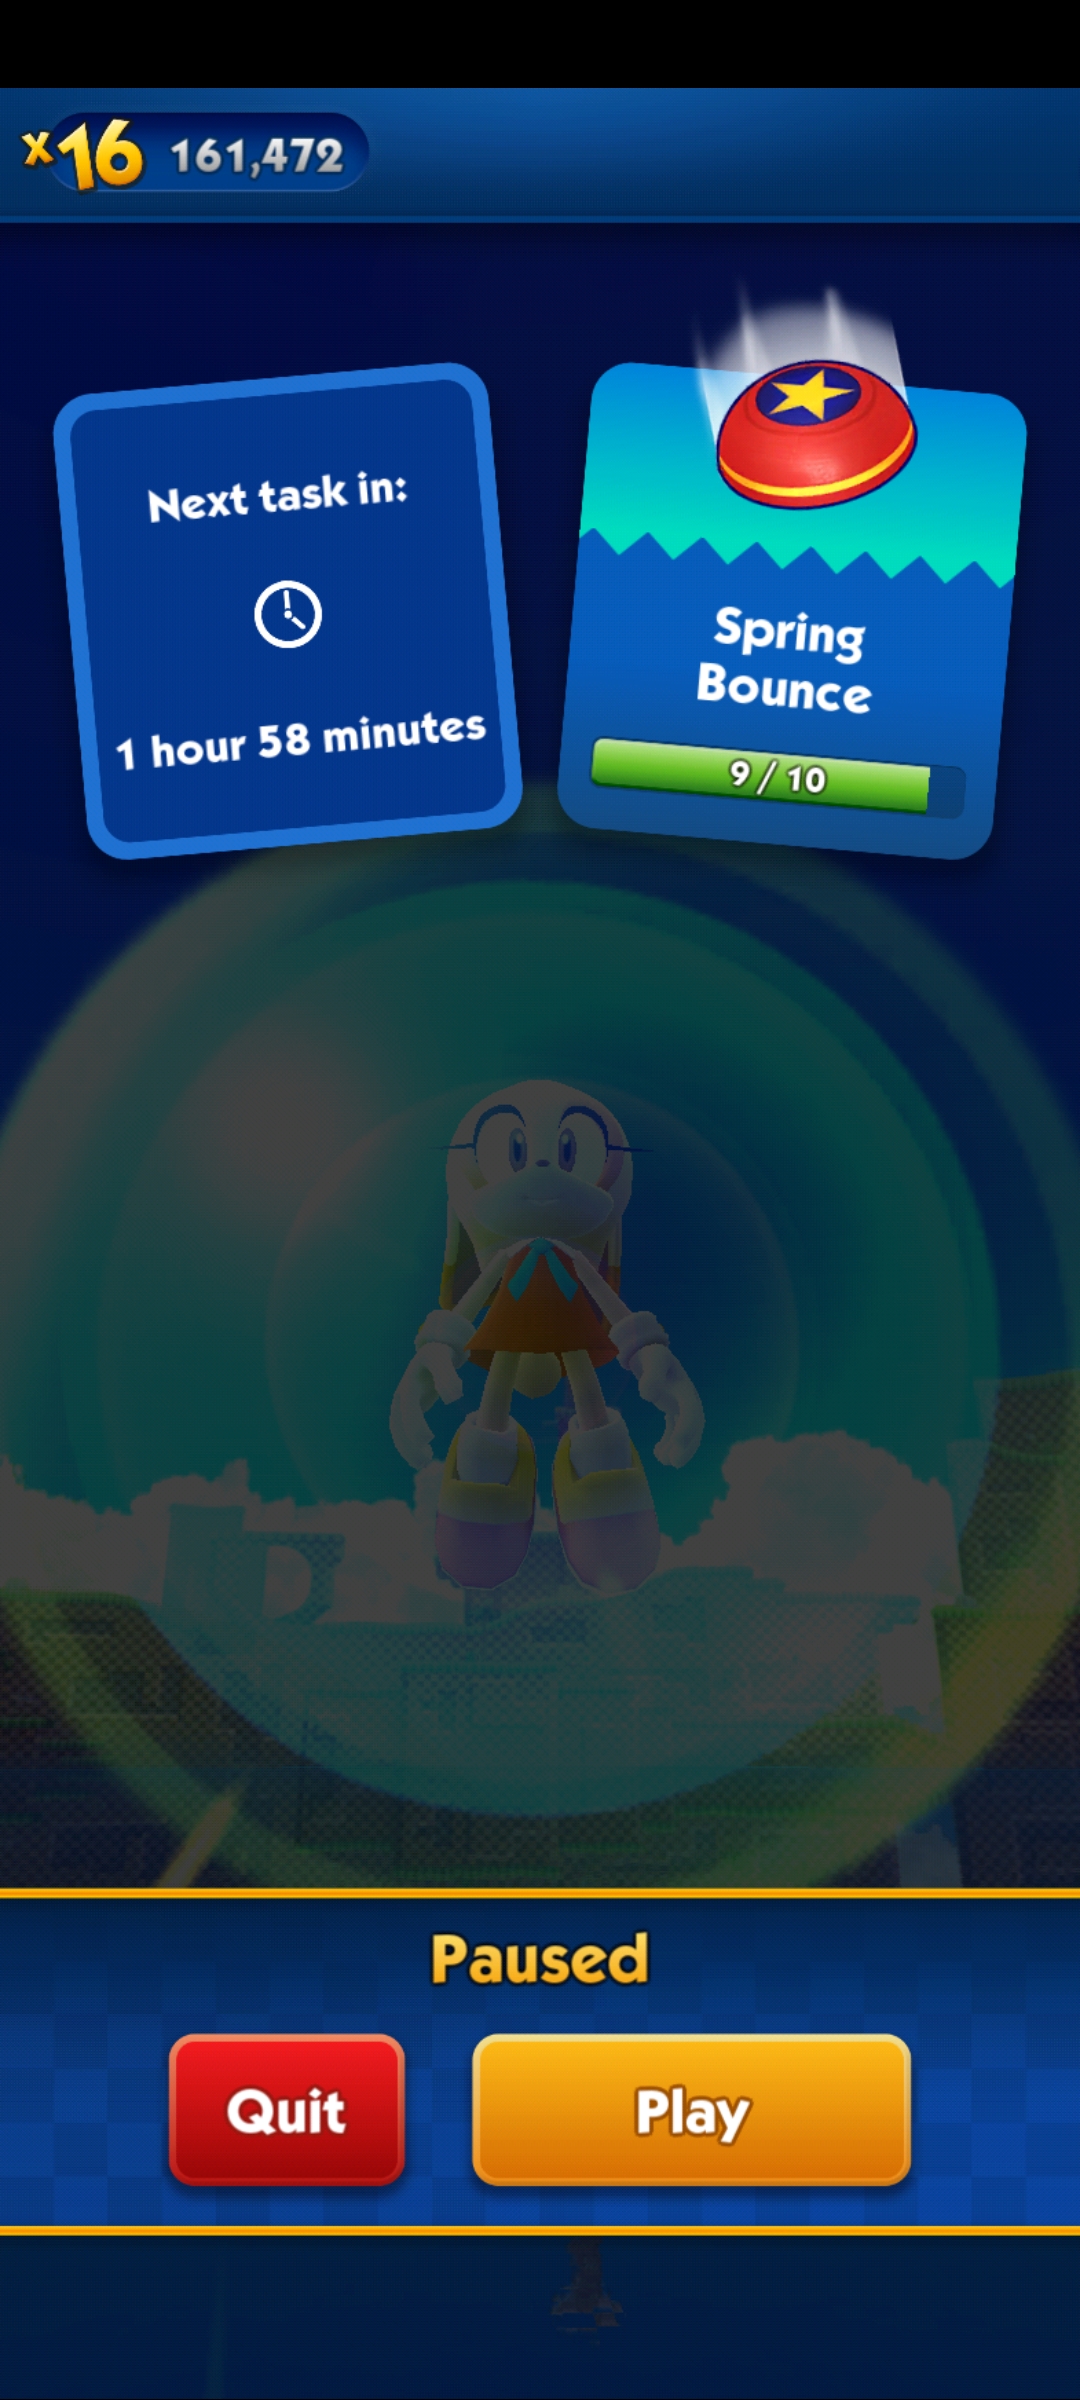 x16 161,472
Next task in:
1 hour 58 minutes
Spring
Bounce
9 / 10
Paused
Quit
Play